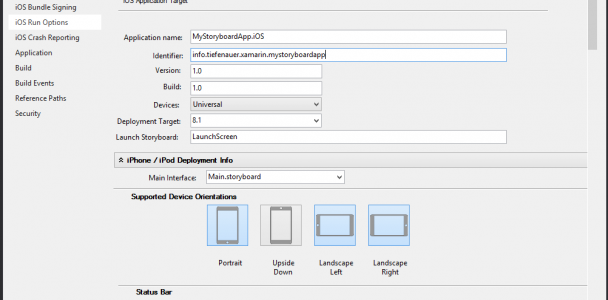 iOS Application Target
iOS Bundle Signing
iOS Run Options
iOS Crash Reporting
Application
Build
Build Events
Reference Paths
Security
Application name: MyStoryboardApp.iOS
Identifier: info.tiefenauer.xamarin.mystoryboardapp
Version: 1.0
Build: 1.0
Devices: Universal
Deployment Target: 8.1
Launch Storyboard: LaunchScreen
iPhone / iPod Deployment Info
Main Interface: Main.storyboard
Supported Device Orientations
Portrait
Upside Down
Landscape Left
Landscape Right
Status Bar